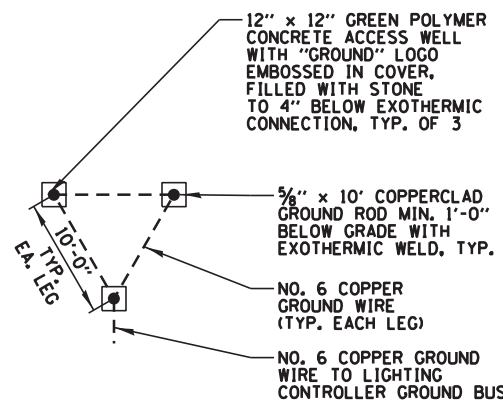 12" x 12" GREEN POLYMER
CONCRETE ACCESS WELL
WITH "GROUND" LOGO
EMBOSSED IN COVER,
FILLED WITH STONE
TO 4" BELOW EXOTHERMIC
CONNECTION, TYP. OF 3
⅝" x 10' COPPERCLAD
GROUND ROD MIN. 1'-0"
BELOW GRADE WITH
EXOTHERMIC WELD, TYP.
10'-0"
TYP.
EA. LEG
NO. 6 COPPER
GROUND WIRE
(TYP. EACH LEG)
NO. 6 COPPER GROUND
WIRE TO LIGHTING
CONTROLLER GROUND BUS